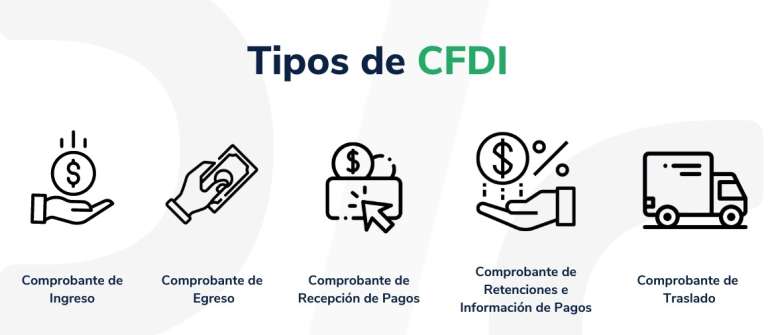 Tipos de CFDI
Comprobante de
Ingreso
Comprobante de
Egreso
Comprobante de
Recepción de Pagos
Comprobante de
Retenciones e
Información de Pagos
Comprobante de
Traslado